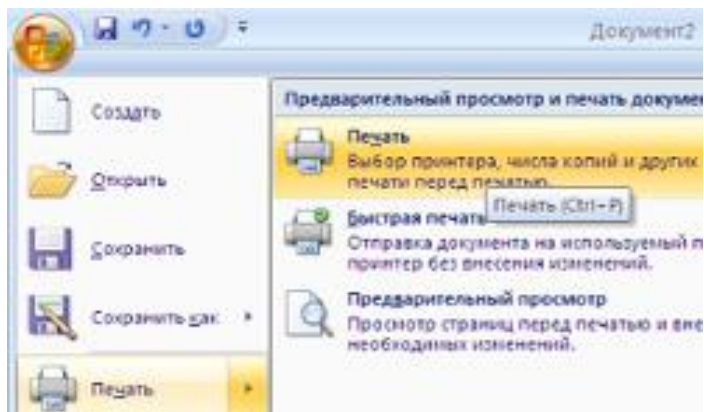 Документ2
Создать
Открыть
Сохранить
Сохранить как
Печать
Предварительный просмотр и печать докумен
Печать
Выбор принтера, числа копий и других
печати перед печатью.
Печать (Ctrl+P)
Быстрая печать
Отправка документа на используемый п
принтер без внесения изменений.
Предварительный просмотр
Просмотр страниц перед печатью и вне
необходимых изменений.